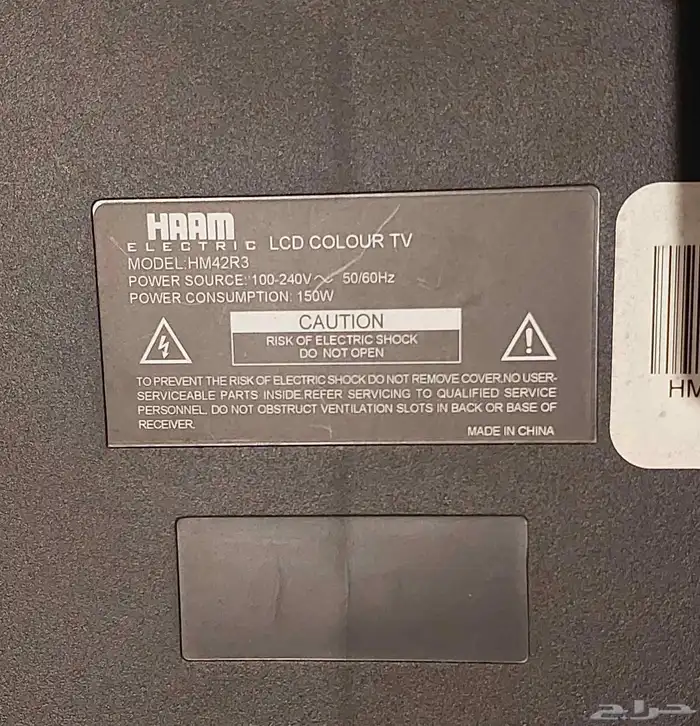 HAAM
ELECTRIC LCD COLOUR TV
MODEL:HM42R3
POWER SOURCE:100-240V～ 50/60Hz
POWER CONSUMPTION: 150W
CAUTION
RISK OF ELECTRIC SHOCK
DO NOT OPEN
TO PREVENT THE RISK OF ELECTRIC SHOCK DO NOT REMOVE COVER.NO USER-
SERVICEABLE PARTS INSIDE.REFER SERVICING TO QUALIFIED SERVICE
PERSONNEL. DO NOT OBSTRUCT VENTILATION SLOTS IN BACK OR BASE OF
RECEIVER.
MADE IN CHINA
HM
حراج